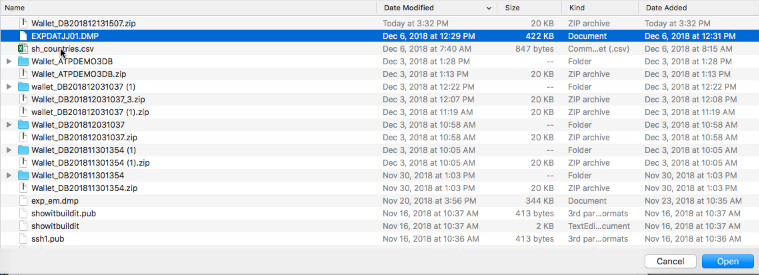 Name Date Modified Size Kind Date Added
Wallet_DB201812131507.zip Today at 3:32 PM 20 KB ZIP archive Today at 3:32 PM
EXPDATJJ01.DMP Dec 6, 2018 at 12:29 PM 422 KB Document Dec 6, 2018 at 12:31 PM
sh_countries.csv Dec 6, 2018 at 7:40 AM 847 bytes Comm...et (.csv) Dec 6, 2018 at 8:15 AM
Wallet_ATPDEMO3DB Dec 3, 2018 at 1:28 PM -- Folder Dec 3, 2018 at 1:28 PM
Wallet_ATPDEMO3DB.zip Dec 3, 2018 at 1:13 PM 20 KB ZIP archive Dec 3, 2018 at 1:13 PM
wallet_DB201812031037 (1) Dec 3, 2018 at 12:22 PM -- Folder Dec 3, 2018 at 12:22 PM
wallet_DB201812031037_3.zip Dec 3, 2018 at 12:07 PM 20 KB ZIP archive Dec 3, 2018 at 12:08 PM
wallet_DB201812031037 (1).zip Dec 3, 2018 at 11:19 AM 20 KB ZIP archive Dec 3, 2018 at 11:19 AM
Wallet_DB201812031037 Dec 3, 2018 at 10:58 AM -- Folder Dec 3, 2018 at 10:58 AM
Wallet_DB201812031037.zip Dec 3, 2018 at 10:58 AM 20 KB ZIP archive Dec 3, 2018 at 10:58 AM
Wallet_DB201811301354 (1) Dec 3, 2018 at 10:05 AM -- Folder Dec 3, 2018 at 10:05 AM
Wallet_DB201811301354 (1).zip Dec 3, 2018 at 10:05 AM 20 KB ZIP archive Dec 3, 2018 at 10:05 AM
Wallet_DB201811301354 Nov 30, 2018 at 1:03 PM -- Folder Nov 30, 2018 at 1:03 PM
Wallet_DB201811301354.zip Nov 30, 2018 at 1:03 PM 20 KB ZIP archive Nov 30, 2018 at 1:03 PM
exp_em.dmp Nov 20, 2018 at 3:56 PM 344 KB Document Nov 23, 2018 at 10:35 AM
showitbuildit.pub Nov 16, 2018 at 10:37 AM 413 bytes 3rd par...ormats Nov 16, 2018 at 10:37 AM
showitbuildit Nov 16, 2018 at 10:37 AM 2 KB TextEdi...cument Nov 16, 2018 at 10:37 AM
ssh1.pub Nov 16, 2018 at 10:36 AM 413 bytes 3rd par...ormats Nov 16, 2018 at 10:36 AM
Cancel Open